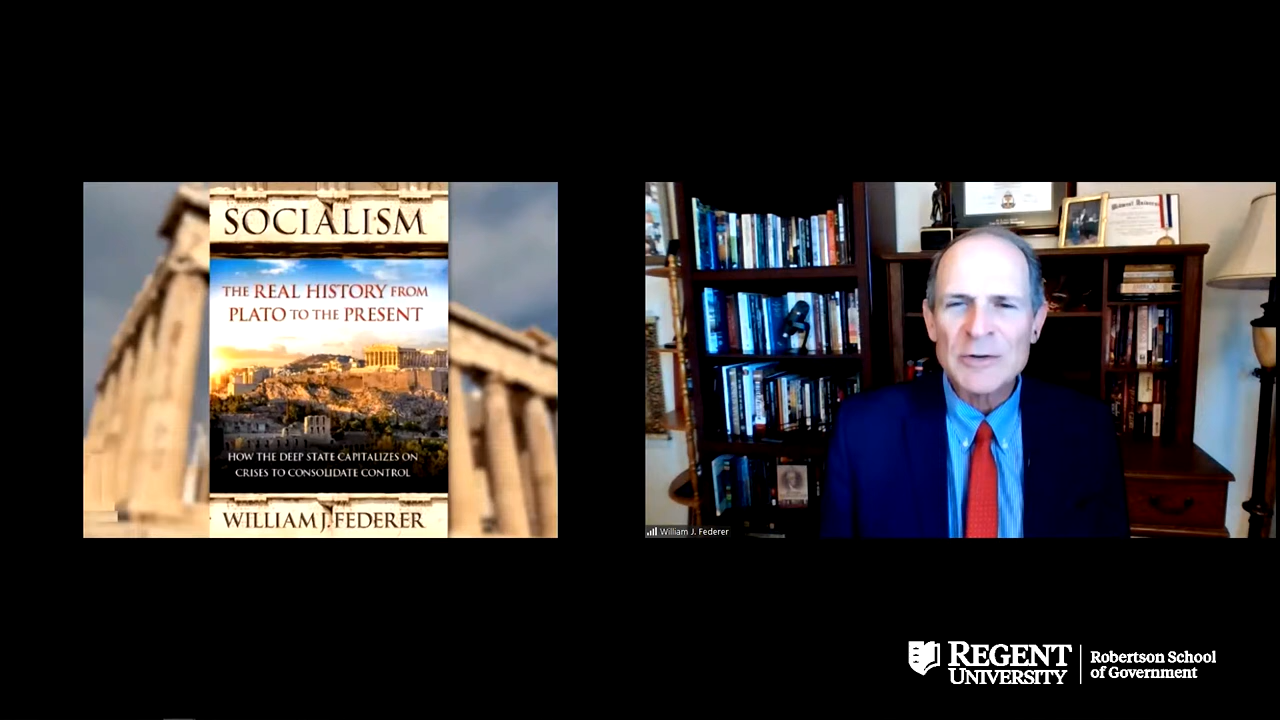 SOCIALISM
THE REAL HISTORY FROM
PLATO TO THE PRESENT
HOW THE DEEP STATE CAPITALIZES ON
CRISES TO CONSOLIDATE CONTROL
WILLIAM J. FEDERER
William J. Federer
REGENT
UNIVERSITY
Robertson School
of Government